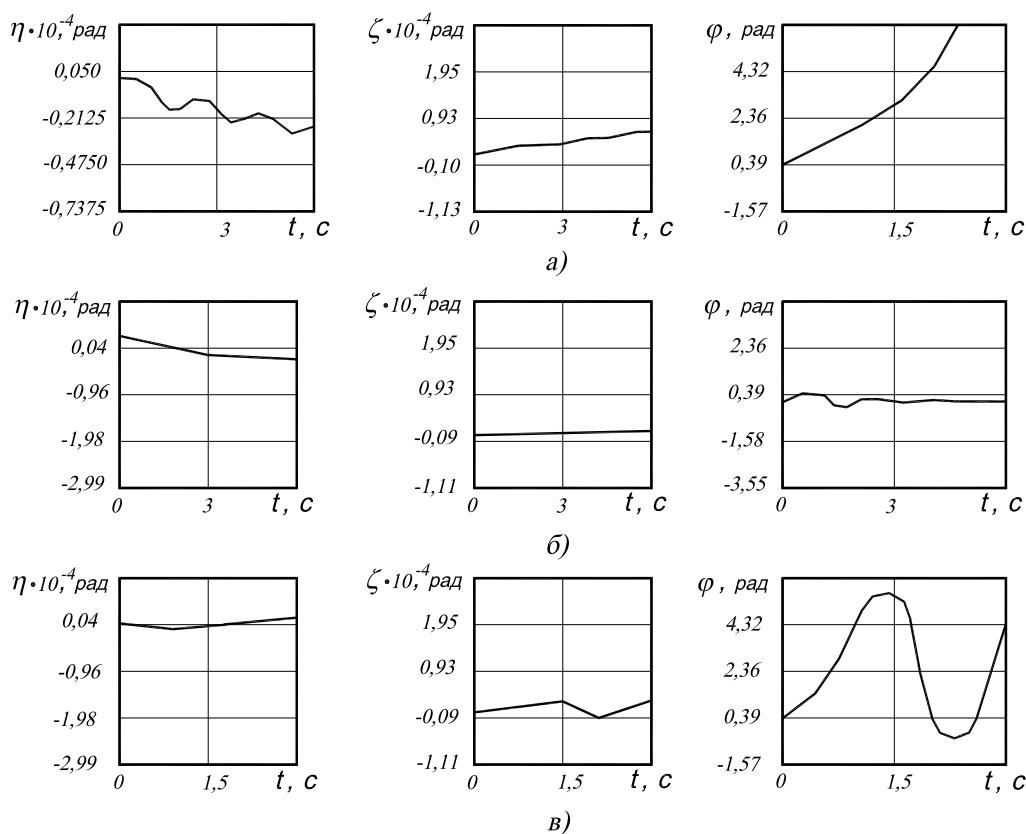 η·10,⁻⁴рад
0,050
-0,2125
-0,4750
-0,7375
0
3
t, c
ζ·10,⁻⁴рад
1,95
0,93
-0,10
-1,13
0
3
t, c
φ, рад
4,32
2,36
0,39
-1,57
0
1,5
t, c
а)
η·10,⁻⁴рад
0,04
-0,96
-1,98
-2,99
0
3
t, c
ζ·10,⁻⁴рад
1,95
0,93
-0,09
-1,11
0
3
t, c
φ, рад
2,36
0,39
-1,58
-3,55
0
3
t, c
б)
η·10,⁻⁴рад
0,04
-0,96
-1,98
-2,99
0
1,5
t, c
ζ·10,⁻⁴рад
1,95
0,93
-0,09
-1,11
0
1,5
t, c
φ, рад
4,32
2,36
0,39
-1,57
0
1,5
t, c
в)